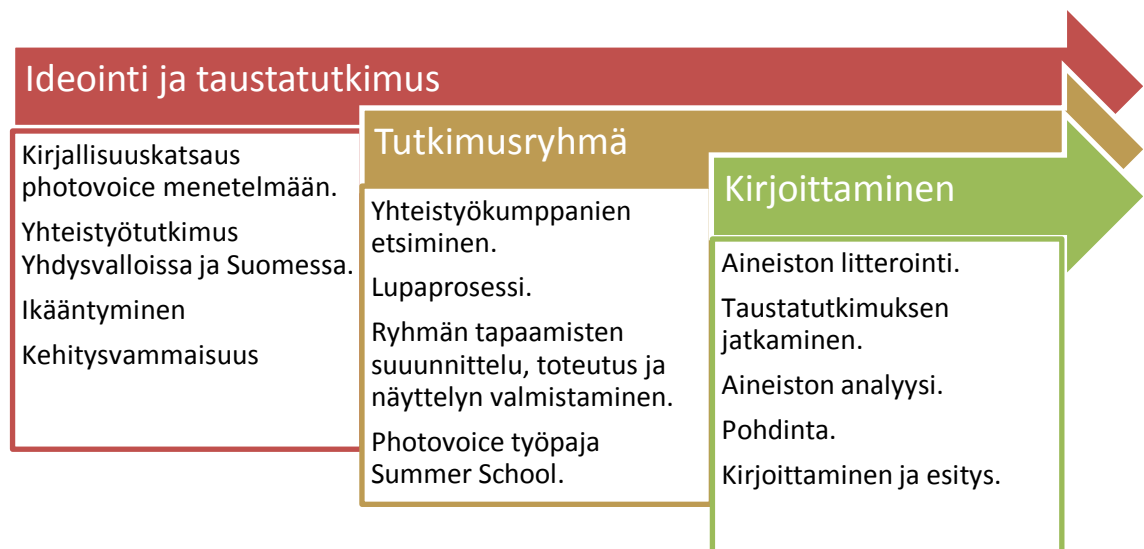 Ideointi ja taustatutkimus
Kirjallisuuskatsaus
photovoice menetelmään.
Yhteistyötutkimus
Yhdysvalloissa ja Suomessa.
Ikääntyminen
Kehitysvammaisuus
Tutkimusryhmä
Yhteistyökumppanien
etsiminen.
Lupaprosessi.
Ryhmän tapaamisten
suuunnittelu, toteutus ja
näyttelyn valmistaminen.
Photovoice työpaja
Summer School.
Kirjoittaminen
Aineiston litterointi.
Taustatutkimuksen
jatkaminen.
Aineiston analyysi.
Pohdinta.
Kirjoittaminen ja esitys.